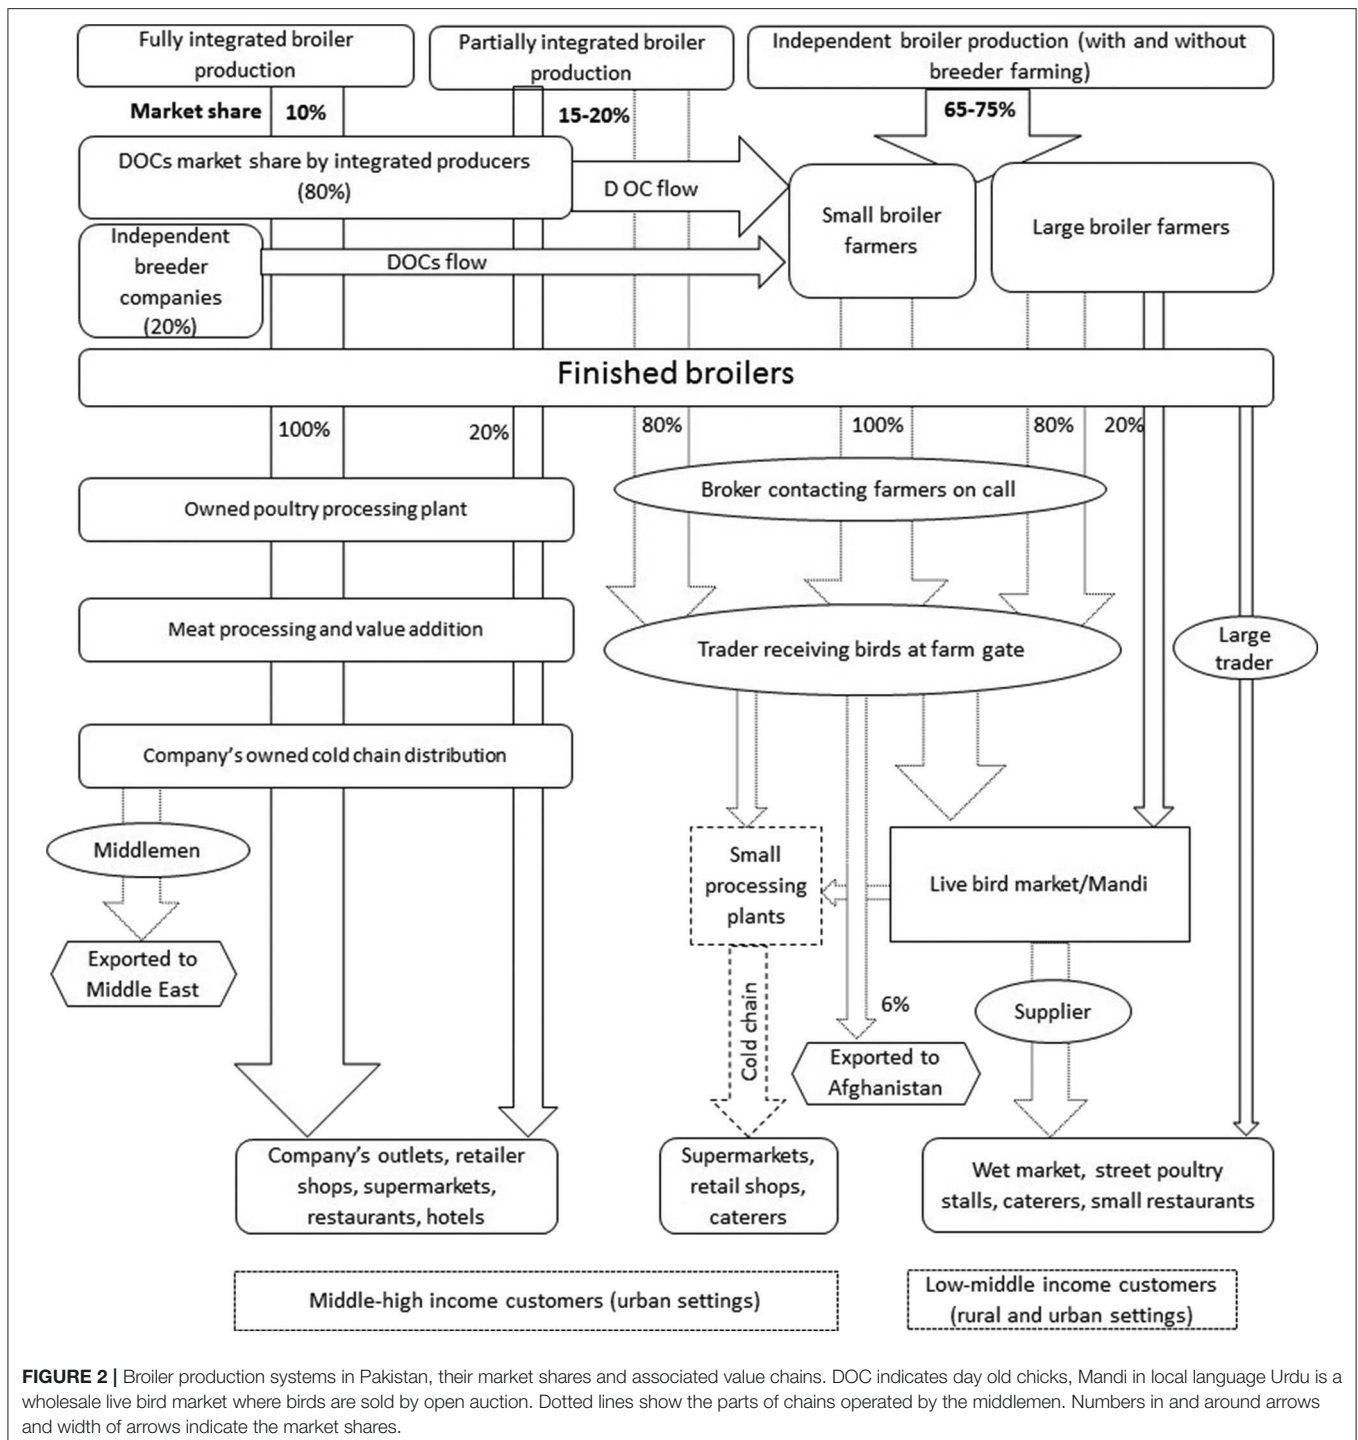 Fully integrated broiler
production
Partially integrated broiler
production
Independent broiler production (with and without
breeder farming)
Market share
10%
15-20%
65-75%
DOCs market share by integrated producers
(80%)
D OC flow
Small broiler
farmers
Large broiler farmers
Independent
breeder
companies
(20%)
DOCs flow
Finished broilers
100%
20%
80%
100%
80%
20%
Owned poultry processing plant
Broker contacting farmers on call
Meat processing and value addition
Trader receiving birds at farm gate
Large
trader
Company's owned cold chain distribution
Middlemen
Small
processing
plants
Live bird market/Mandi
Exported to
Middle East
Cold chain
6%
Supplier
Exported to
Afghanistan
Company's outlets, retailer
shops, supermarkets,
restaurants, hotels
Supermarkets,
retail shops,
caterers
Wet market, street poultry
stalls, caterers, small restaurants
Middle-high income customers (urban settings)
Low-middle income customers
(rural and urban settings)
FIGURE 2 | Broiler production systems in Pakistan, their market shares and associated value chains. DOC indicates day old chicks, Mandi in local language Urdu is a
wholesale live bird market where birds are sold by open auction. Dotted lines show the parts of chains operated by the middlemen. Numbers in and around arrows
and width of arrows indicate the market shares.